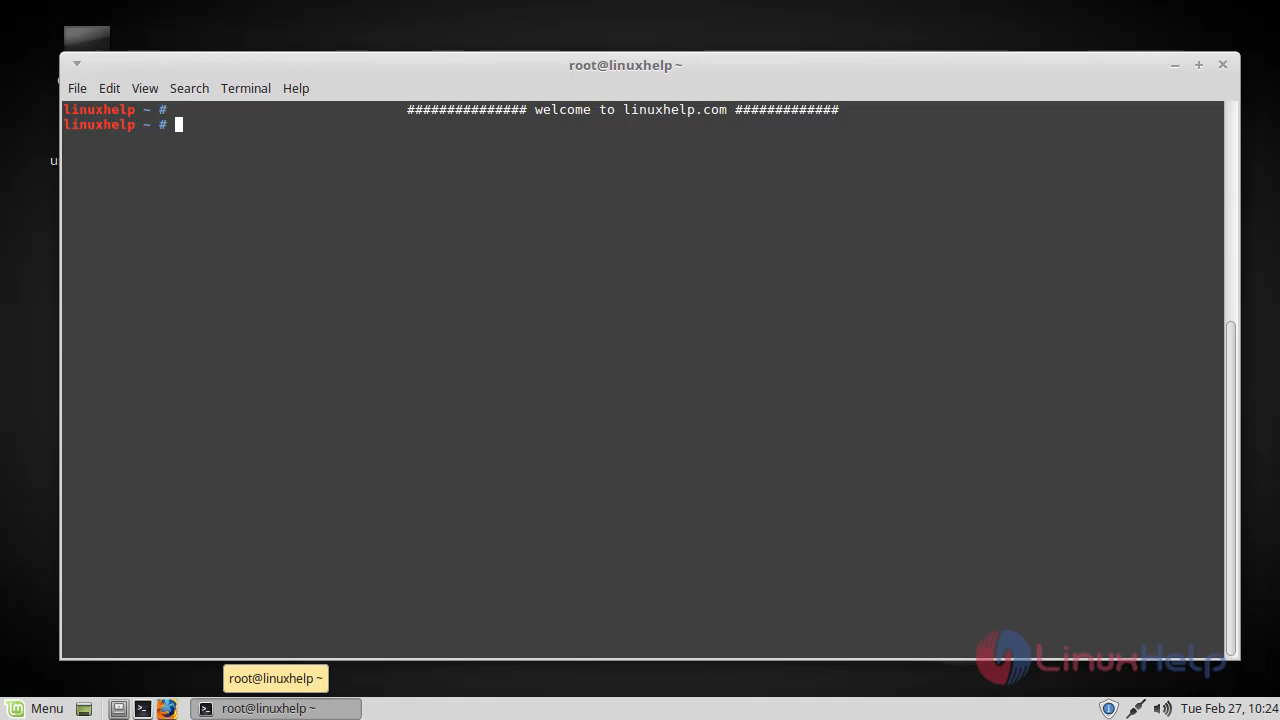 root@linuxhelp ~
File Edit View Search Terminal Help
linuxhelp ~ # ############### welcome to linuxhelp.com #############
linuxhelp ~ #
LinuxHelp
root@linuxhelp ~
Menu root@linuxhelp ~ Tue Feb 27, 10:24